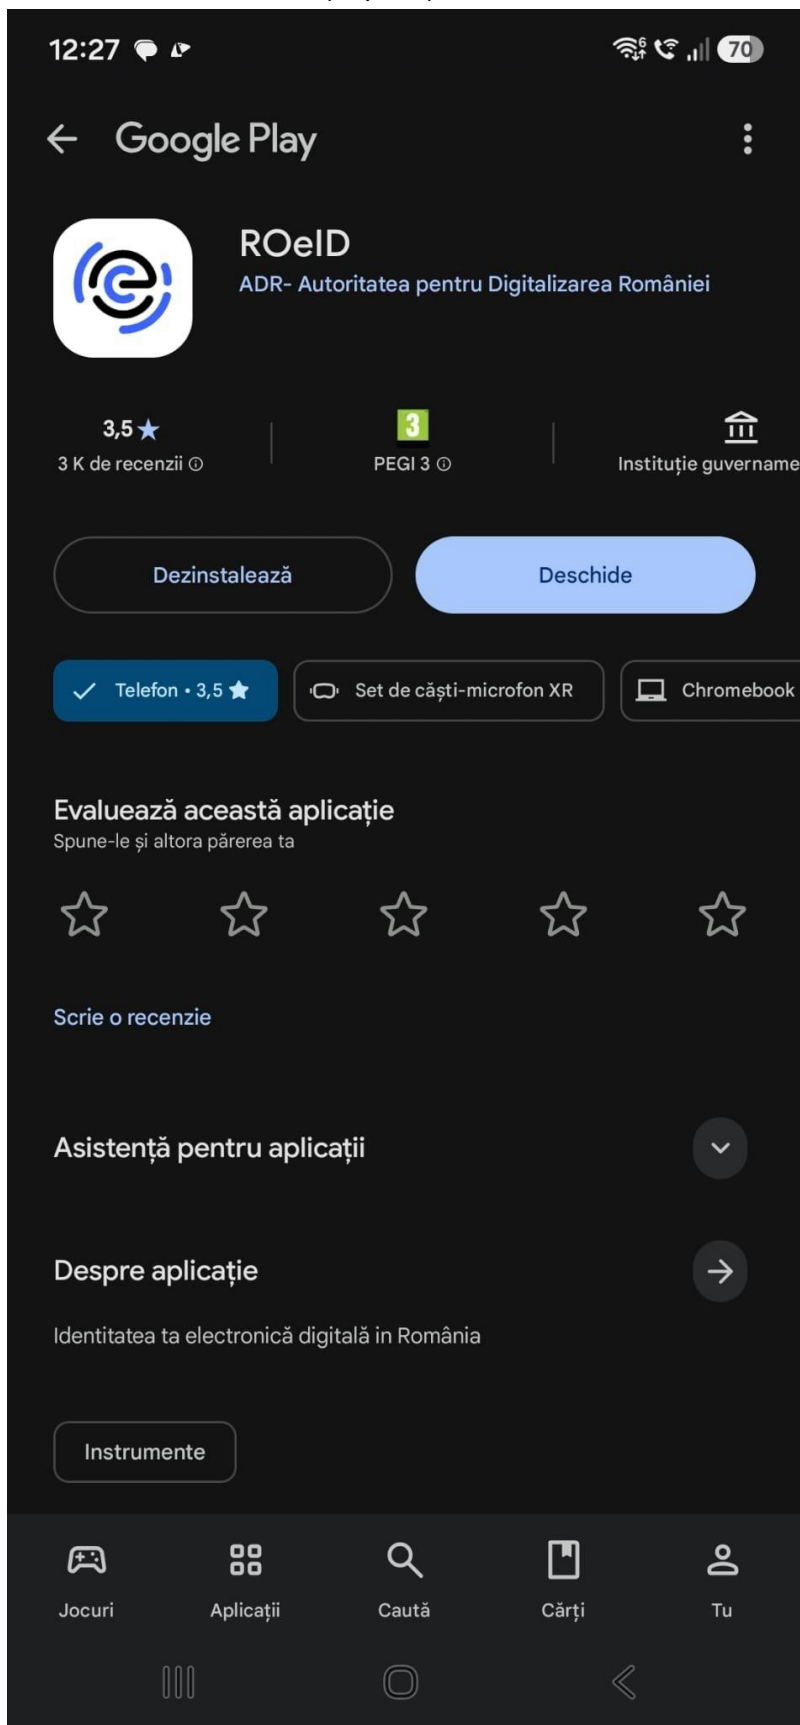 12:27
6
70
Google Play
ROeID
ADR- Autoritatea pentru Digitalizarea României
3,5★
3 K de recenzii
3
PEGI 3
Instituție guvername
Dezinstalează
Deschide
Telefon • 3,5 ★
Set de căști-microfon XR
Chromebook
Evaluează această aplicație
Spune-le și altora părerea ta
Scrie o recenzie
Asistență pentru aplicații
Despre aplicație
Identitatea ta electronică digitală in România
Instrumente
Jocuri
Aplicații
Caută
Cărți
Tu